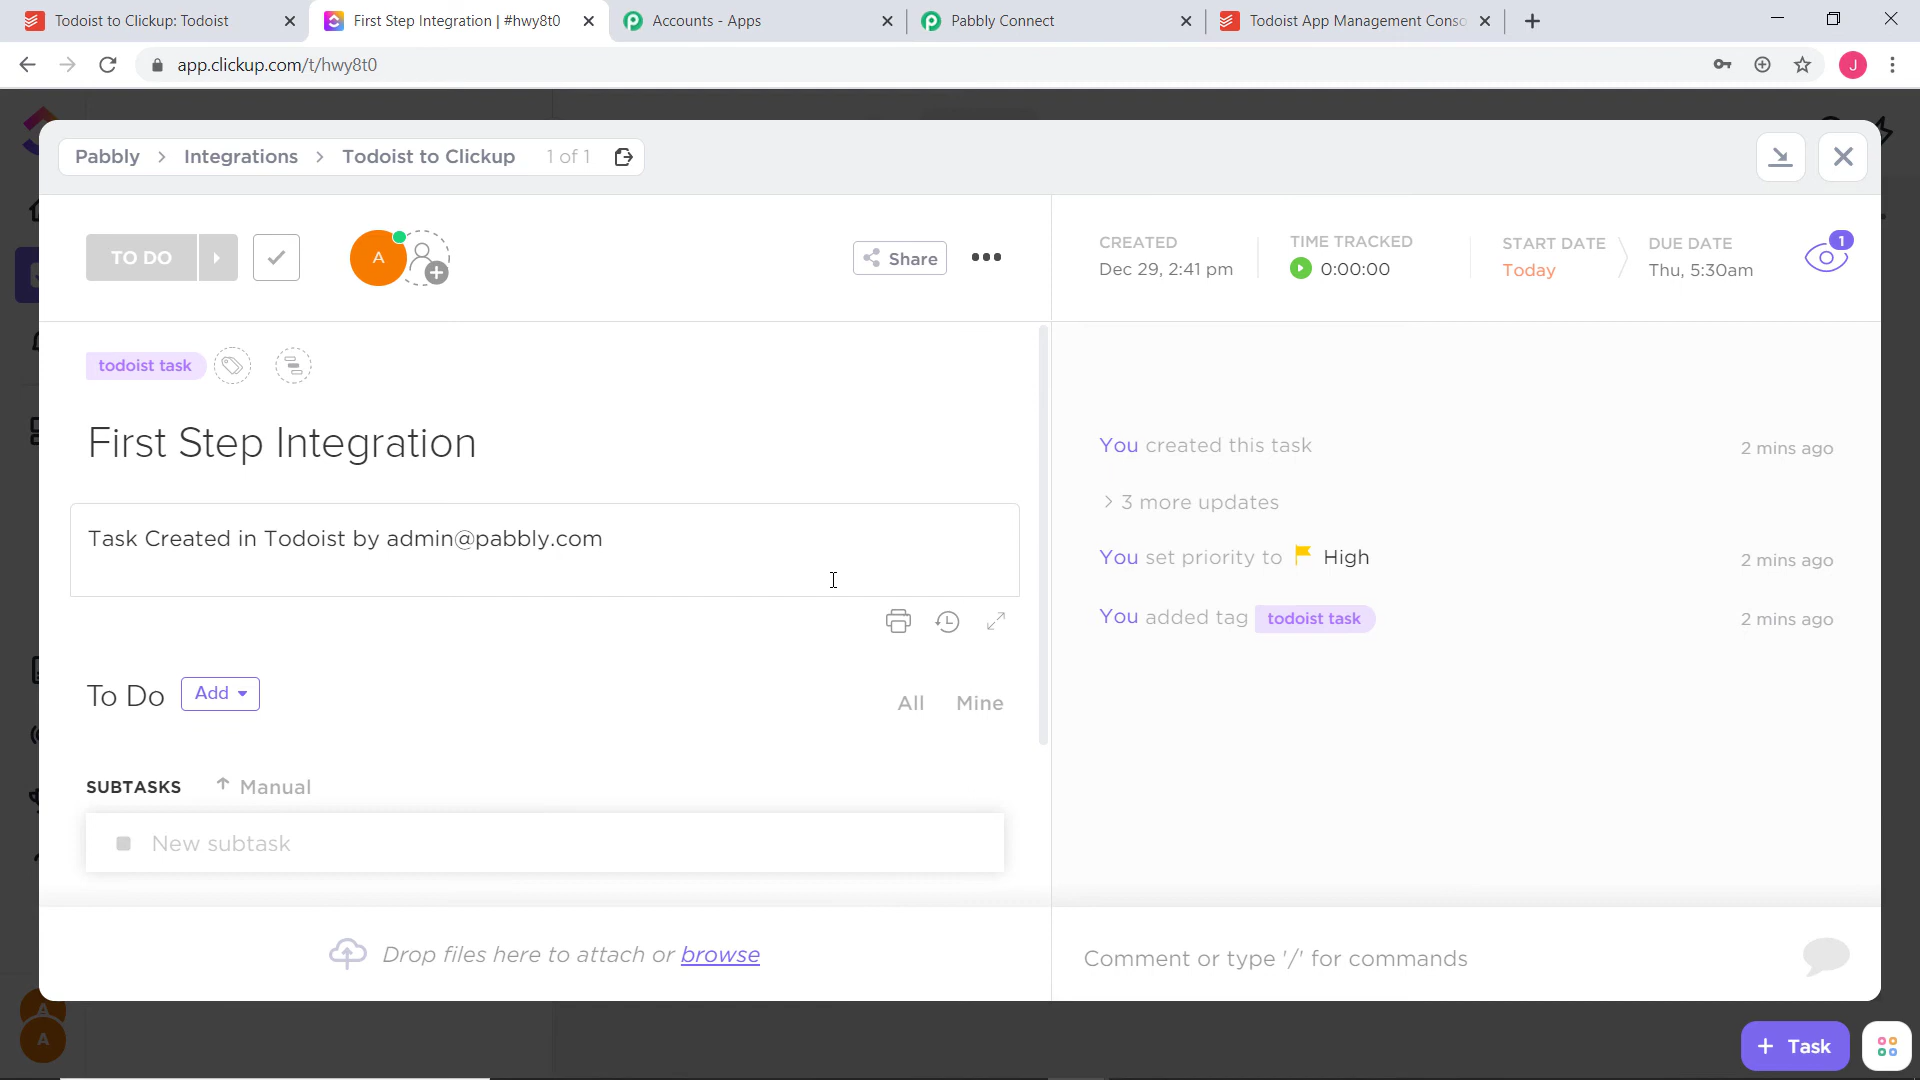 Todoist to Clickup: Todoist
First Step Integration | #hwy8t0
Accounts - Apps
Pabbly Connect
Todoist App Management Conso
app.clickup.com/t/hwy8t0
J
Pabbly > Integrations > Todoist to Clickup 1 of 1
TO DO
A
Share
CREATED
Dec 29, 2:41 pm
TIME TRACKED
0:00:00
START DATE
Today
DUE DATE
Thu, 5:30am
1
todoist task
First Step Integration
Task Created in Todoist by admin@pabbly.com
To Do
Add
All
Mine
SUBTASKS
Manual
New subtask
Drop files here to attach or browse
You created this task
2 mins ago
> 3 more updates
You set priority to High
2 mins ago
You added tag todoist task
2 mins ago
Comment or type '/' for commands
A
A
+ Task